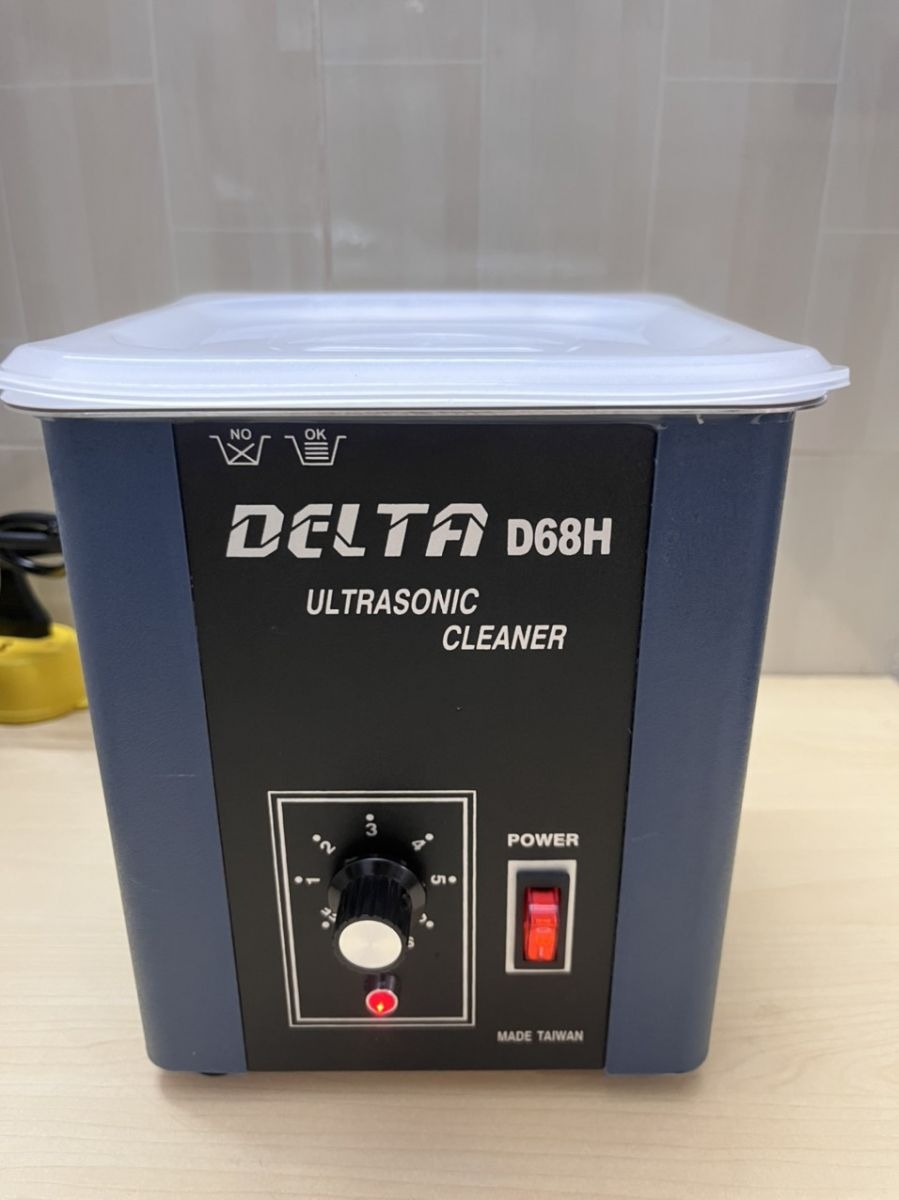 NO OK
DELTA D68H
ULTRASONIC
CLEANER
3
2 4
1 5
POWER
MADE TAIWAN